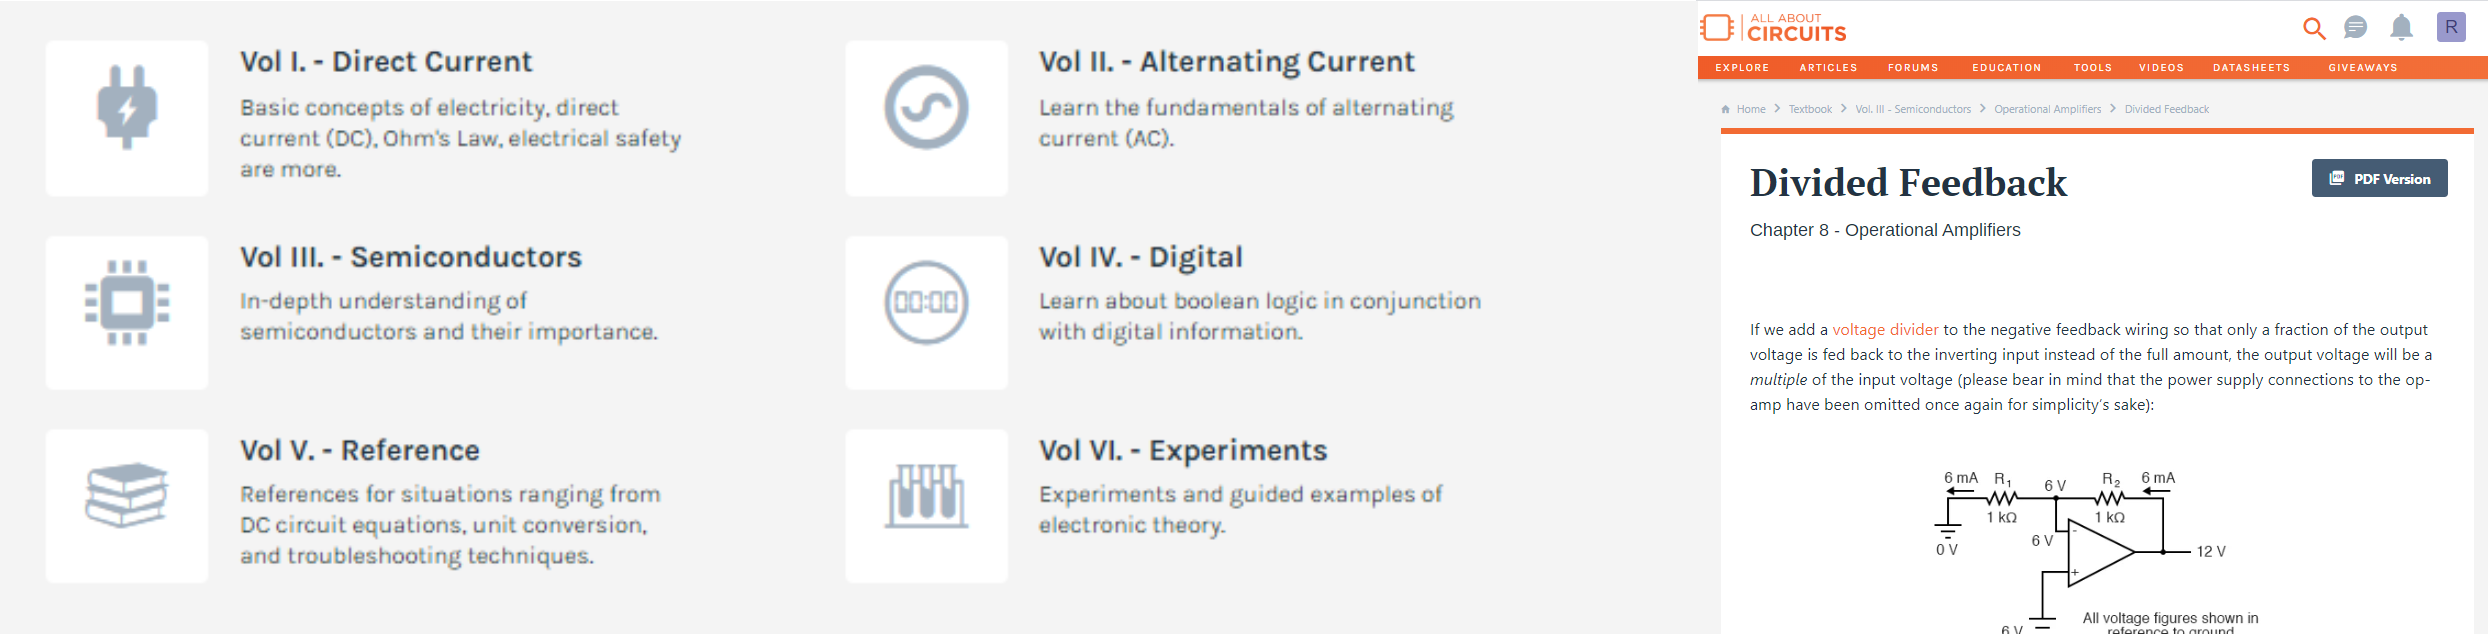 Vol I. - Direct Current
Basic concepts of electricity, direct
current (DC), Ohm's Law, electrical safety
are more.
Vol II. - Alternating Current
Learn the fundamentals of alternating
current (AC).
Vol III. - Semiconductors
In-depth understanding of
semiconductors and their importance.
00:00
Vol IV. - Digital
Learn about boolean logic in conjunction
with digital information.
Vol V. - Reference
References for situations ranging from
DC circuit equations, unit conversion,
and troubleshooting techniques.
Vol VI. - Experiments
Experiments and guided examples of
electronic theory.
ALL ABOUT
CIRCUITS
R
EXPLORE ARTICLES FORUMS EDUCATION TOOLS VIDEOS DATASHEETS GIVEAWAYS
Home > Textbook > Vol. III - Semiconductors > Operational Amplifiers > Divided Feedback
Divided Feedback
PDF Version
Chapter 8 - Operational Amplifiers
If we add a voltage divider to the negative feedback wiring so that only a fraction of the output
voltage is fed back to the inverting input instead of the full amount, the output voltage will be a
multiple of the input voltage (please bear in mind that the power supply connections to the op-
amp have been omitted once again for simplicity's sake):
6 mA R1 6 V R2 6 mA
1 kΩ 1 kΩ
0 V 6 V -
12 V
+
All voltage figures shown in
6 V reference to ground